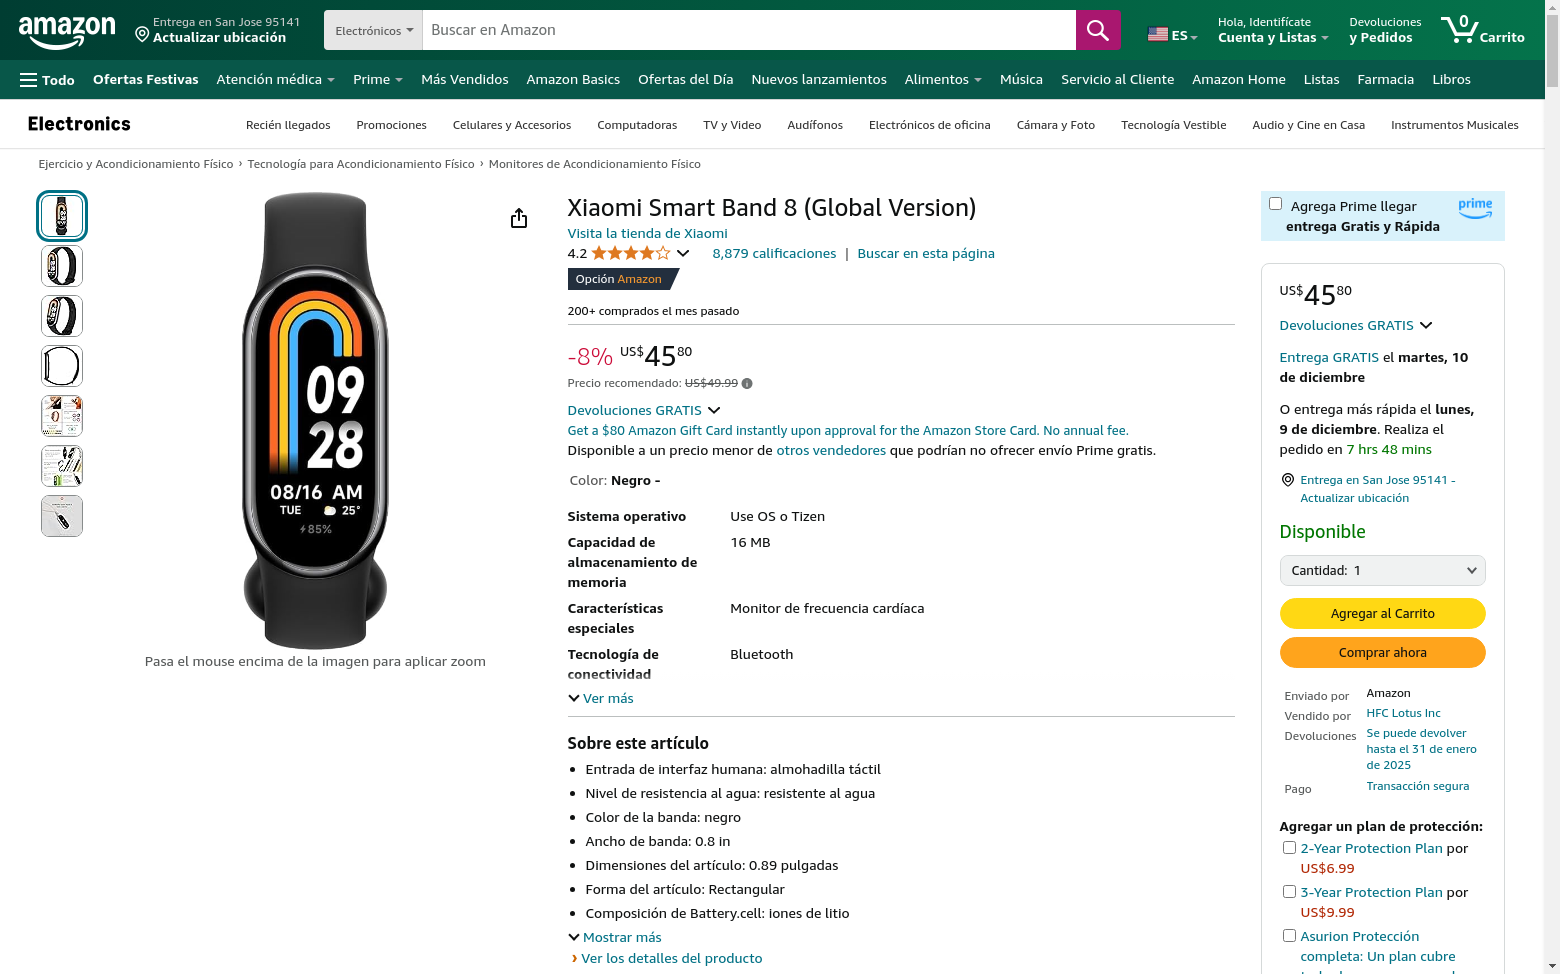 amazon
Entrega en San Jose 95141
Actualizar ubicación
Electrónicos
Buscar en Amazon
ES
Hola, Identifícate
Cuenta y Listas
Devoluciones
y Pedidos
0
Carrito
Todo
Ofertas Festivas
Atención médica
Prime
Más Vendidos
Amazon Basics
Ofertas del Día
Nuevos lanzamientos
Alimentos
Música
Servicio al Cliente
Amazon Home
Listas
Farmacia
Libros
Electronics
Recién llegados
Promociones
Celulares y Accesorios
Computadoras
TV y Video
Audífonos
Electrónicos de oficina
Cámara y Foto
Tecnología Vestible
Audio y Cine en Casa
Instrumentos Musicales
Ejercicio y Acondicionamiento Físico › Tecnología para Acondicionamiento Físico › Monitores de Acondicionamiento Físico
09
28
08/16 AM
TUE 25°
85%
Pasa el mouse encima de la imagen para aplicar zoom
Xiaomi Smart Band 8 (Global Version)
Visita la tienda de Xiaomi
4.2
8,879 calificaciones | Buscar en esta página
Opción Amazon
200+ comprados el mes pasado
-8% US$45 80
Precio recomendado: US$49.99
Devoluciones GRATIS
Get a $80 Amazon Gift Card instantly upon approval for the Amazon Store Card. No annual fee.
Disponible a un precio menor de otros vendedores que podrían no ofrecer envío Prime gratis.
Color: Negro -
Sistema operativo Use OS o Tizen
Capacidad de 16 MB
almacenamiento de
memoria
Características Monitor de frecuencia cardíaca
especiales
Tecnología de Bluetooth
conectividad
Ver más
Sobre este artículo
• Entrada de interfaz humana: almohadilla táctil
• Nivel de resistencia al agua: resistente al agua
• Color de la banda: negro
• Ancho de banda: 0.8 in
• Dimensiones del artículo: 0.89 pulgadas
• Forma del artículo: Rectangular
• Composición de Battery.cell: iones de litio
Mostrar más
› Ver los detalles del producto
Agrega Prime llegar
entrega Gratis y Rápida
prime
US$45 80
Devoluciones GRATIS
Entrega GRATIS el martes, 10
de diciembre
O entrega más rápida el lunes,
9 de diciembre. Realiza el
pedido en 7 hrs 48 mins
Entrega en San Jose 95141 -
Actualizar ubicación
Disponible
Cantidad: 1
Agregar al Carrito
Comprar ahora
Enviado por Amazon
Vendido por HFC Lotus Inc
Devoluciones Se puede devolver
hasta el 31 de enero
de 2025
Pago Transacción segura
Agregar un plan de protección:
2-Year Protection Plan por
US$6.99
3-Year Protection Plan por
US$9.99
Asurion Protección
completa: Un plan cubre